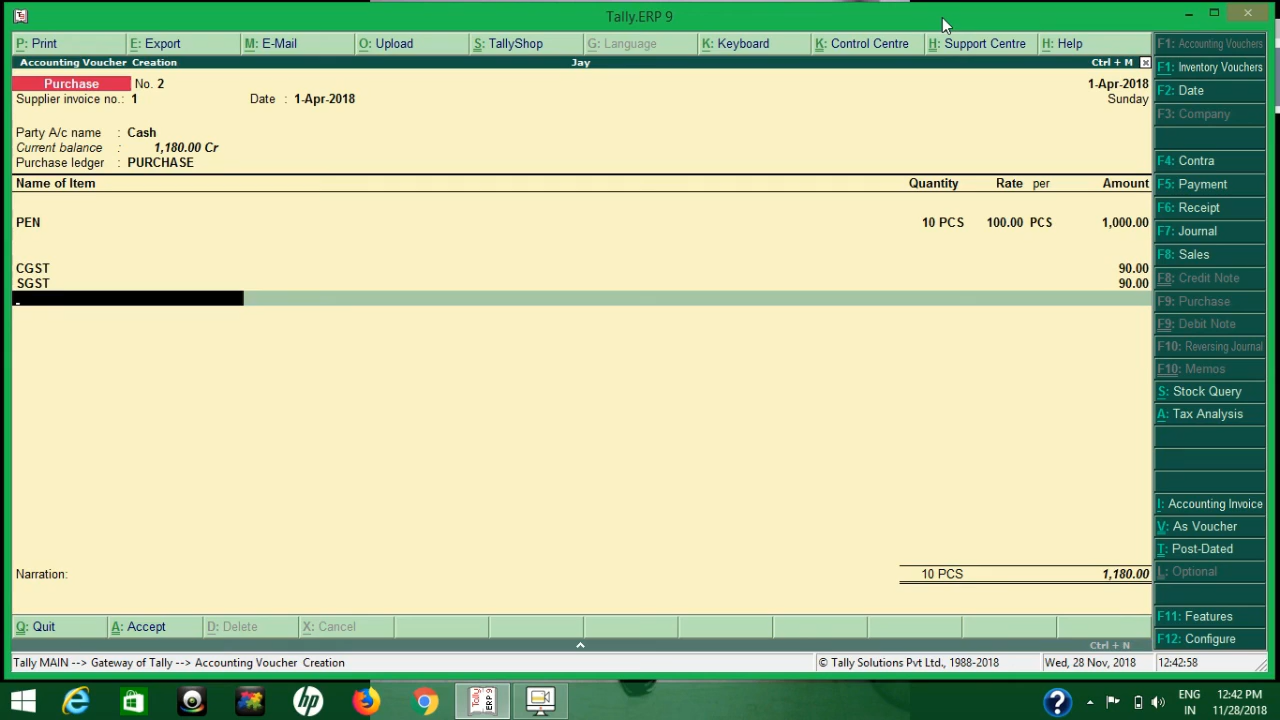 Tally.ERP 9
P: Print E: Export M: E-Mail O: Upload S: TallyShop G: Language K: Keyboard K: Control Centre H: Support Centre H: Help
Accounting Voucher Creation Jay Ctrl + M
Purchase No. 2 1-Apr-2018
Supplier invoice no.: 1 Date : 1-Apr-2018 Sunday
Party A/c name : Cash
Current balance : 1,180.00 Cr
Purchase ledger : PURCHASE
Name of Item Quantity Rate per Amount
PEN 10 PCS 100.00 PCS 1,000.00
CGST 90.00
SGST 90.00
Narration: 10 PCS 1,180.00
Q: Quit A: Accept D: Delete X: Cancel
Ctrl + N
Tally MAIN --> Gateway of Tally --> Accounting Voucher Creation © Tally Solutions Pvt Ltd., 1988-2018 Wed, 28 Nov, 2018 12:42:58
F1: Accounting Vouchers
F1: Inventory Vouchers
F2: Date
F3: Company
F4: Contra
F5: Payment
F6: Receipt
F7: Journal
F8: Sales
F8: Credit Note
F9: Purchase
F9: Debit Note
F10: Reversing Journal
F10: Memos
S: Stock Query
A: Tax Analysis
I: Accounting Invoice
V: As Voucher
T: Post-Dated
L: Optional
F11: Features
F12: Configure
hp
Tally
ERP 9
ENG 12:42 PM
IN 11/28/2018